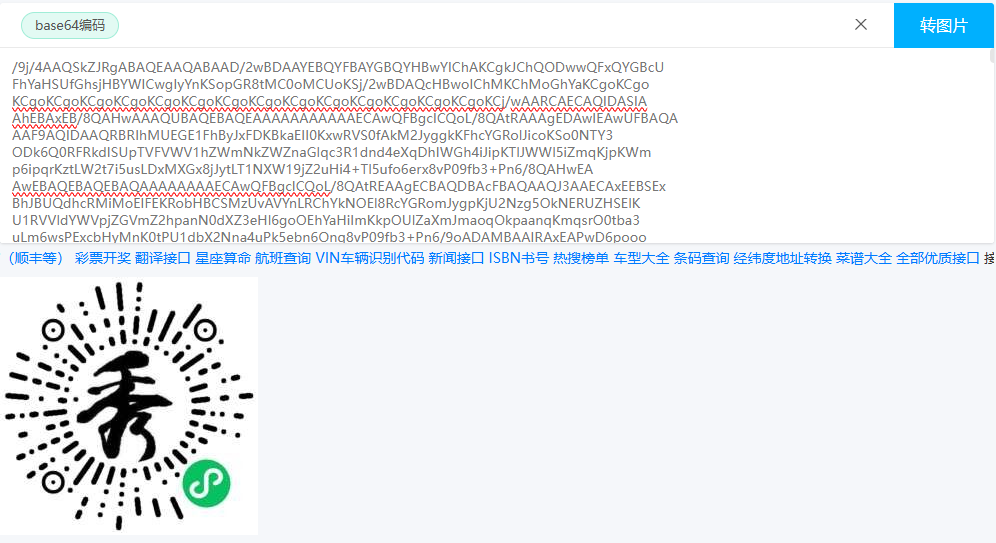 base64编码
转图片
/9j/4AAQSkZJRgABAQEAAQABAAD/2wBDAAYEBQYFBAYGBQYHBwYIChAKCgkJChQODwwQFxQYGBcU
FhYaHSUfGhsjHBYWICwgIyYnKSopGR8tMC0oMCUoKSj/2wBDAQcHBwoIChMKChMoGhYaKCgoKCgo
KCgoKCgoKCgoKCgoKCgoKCgoKCgoKCgoKCgoKCgoKCgoKCgoKCgoKCgoKCj/wAARCAECAQIDASIA
AhEBAxEB/8QAHwAAAQUBAQEBAQEAAAAAAAAAAAECAwQFBgcICQoL/8QAtRAAAgEDAwIEAwUFBAQA
AAF9AQIDAAQRBRIhMUEGE1FhByJxFDKBkaEII0KxwRVS0fAkM2JyggkKFhcYGRolJicoKSo0NTY3
ODk6Q0RFRkdISUpTVFVWV1hZWmNkZWZnaGlqc3R1dnd4eXqDhIWGh4iJipKTlJWWl5iZmqKjpKWm
p6ipqrKztLW2t7i5usLDxMXGx8jJytLT1NXW19jZ2uHi4+Tl5ufo6erx8vP09fb3+Pn6/8QAHwEA
AwEBAQEBAQEBAQAAAAAAAAECAwQFBgcICQoL/8QAtREAAgECBAQDBAcFBAQAAQJ3AAECAxEEBSEx
BhJBUQdhcRMiMoEIFEKRobHBCSMzUvAVYnLRChYkNOEl8RcYGRomJygpKjU2Nzg5OkNERUZHSElK
U1RVVldYWVpjZGVmZ2hpanN0dXZ3eHl6goOEhYaHiImKkpOUlZaXmJmaoqOkpaanqKmqsrO0tba3
uLm6wsPExcbHyMnK0tPU1dbX2Nna4uPk5ebn6Onq8vP09fb3+Pn6/9oADAMBAAIRAxEAPwD6pooo
（顺丰等） 彩票开奖 翻译接口 星座算命 航班查询 VIN车辆识别代码 新闻接口 ISBN书号 热搜榜单 车型大全 条码查询 经纬度地址转换 菜谱大全 全部优质接口 接
秀